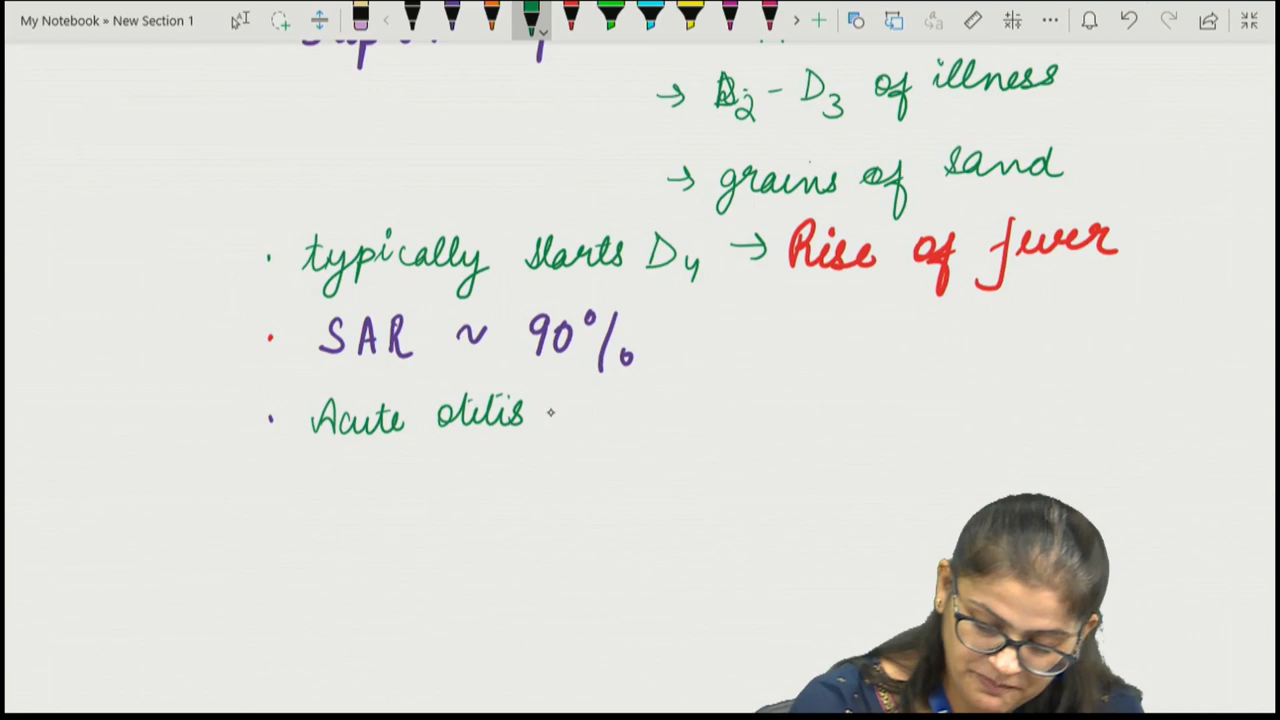 My Notebook » New Section 1
→ D2 - D3 of illness
→ grains of sand
· typically starts D4 → Rise of fever
· SAR ~ 90%
· Acute otitis